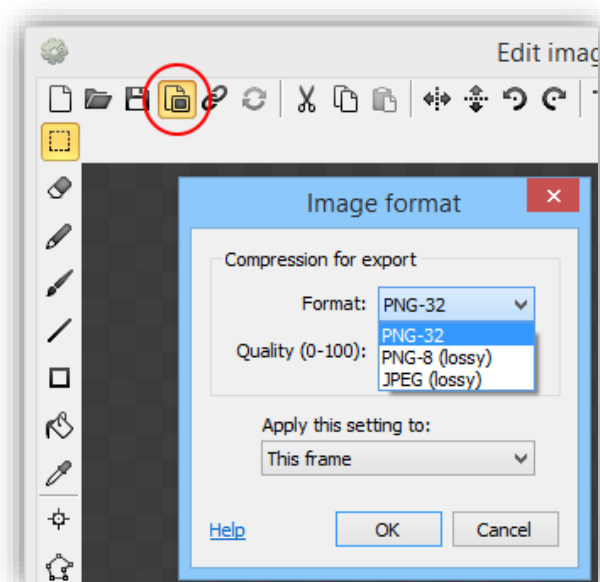 Edit imag
Image format
Compression for export
Format: PNG-32
PNG-32
Quality (0-100): PNG-8 (lossy)
JPEG (lossy)
Apply this setting to:
This frame
Help OK Cancel